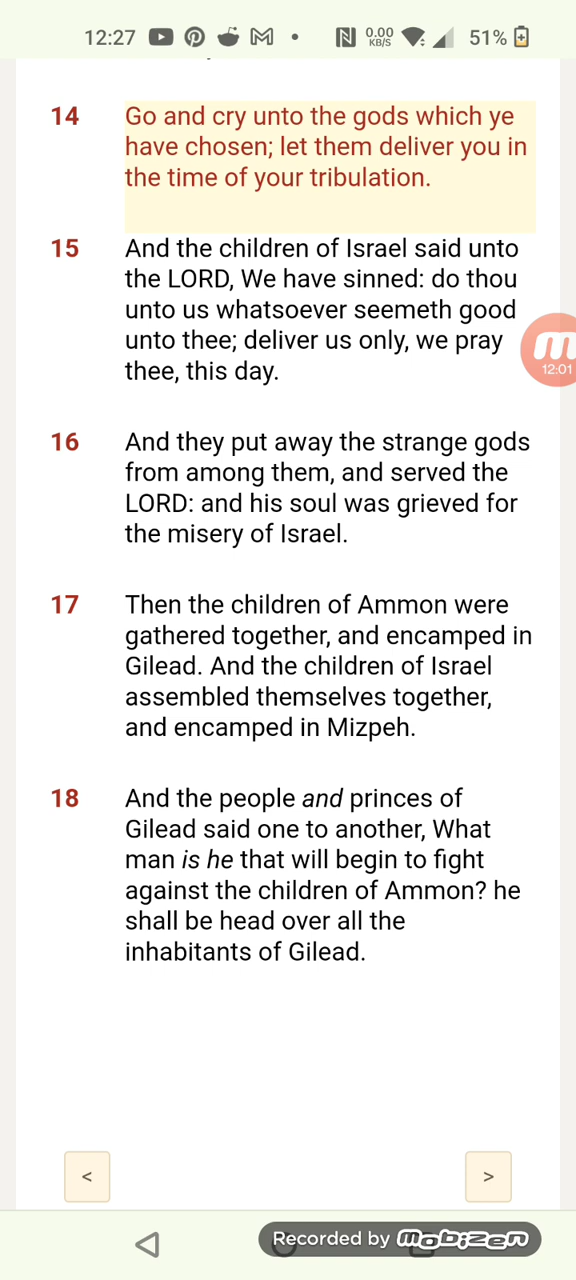 12:27 0.00 KB/S 51%
14 Go and cry unto the gods which ye
have chosen; let them deliver you in
the time of your tribulation.
15 And the children of Israel said unto
the LORD, We have sinned: do thou
unto us whatsoever seemeth good
unto thee; deliver us only, we pray
thee, this day.
m
12:01
16 And they put away the strange gods
from among them, and served the
LORD: and his soul was grieved for
the misery of Israel.
17 Then the children of Ammon were
gathered together, and encamped in
Gilead. And the children of Israel
assembled themselves together,
and encamped in Mizpeh.
18 And the people and princes of
Gilead said one to another, What
man is he that will begin to fight
against the children of Ammon? he
shall be head over all the
inhabitants of Gilead.
< >
Recorded by mobizen